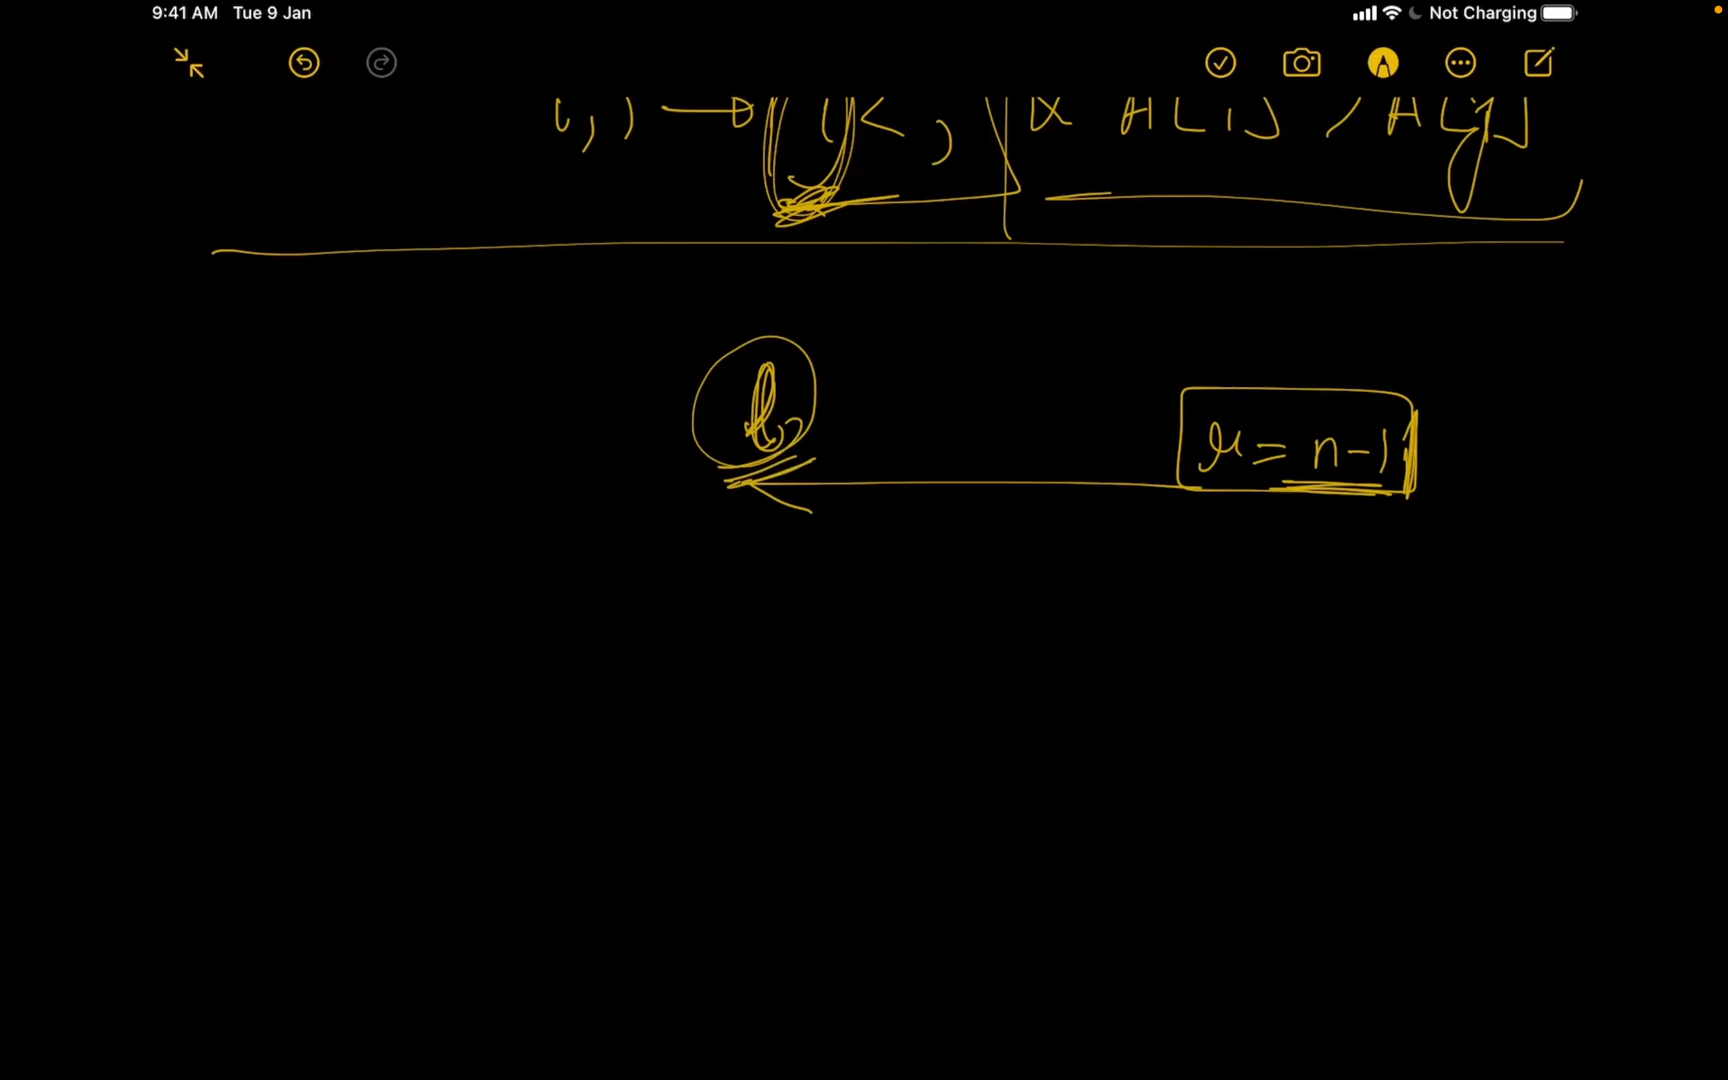 9:41 AM Tue 9 Jan Not Charging
A[i] , A[j]
l
r = n-1